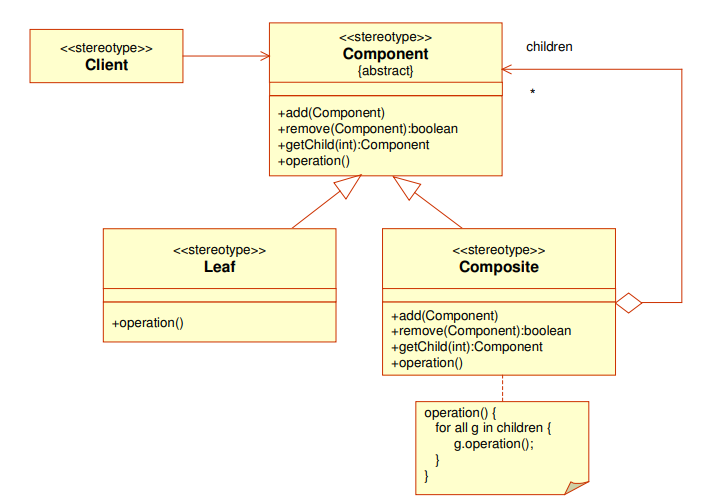 <<stereotype>>
Client
<<stereotype>>
Component
{abstract}
+add(Component)
+remove(Component):boolean
+getChild(int):Component
+operation()
children
*
<<stereotype>>
Leaf
+operation()
<<stereotype>>
Composite
+add(Component)
+remove(Component):boolean
+getChild(int):Component
+operation()
operation() {
for all g in children {
g.operation();
}
}